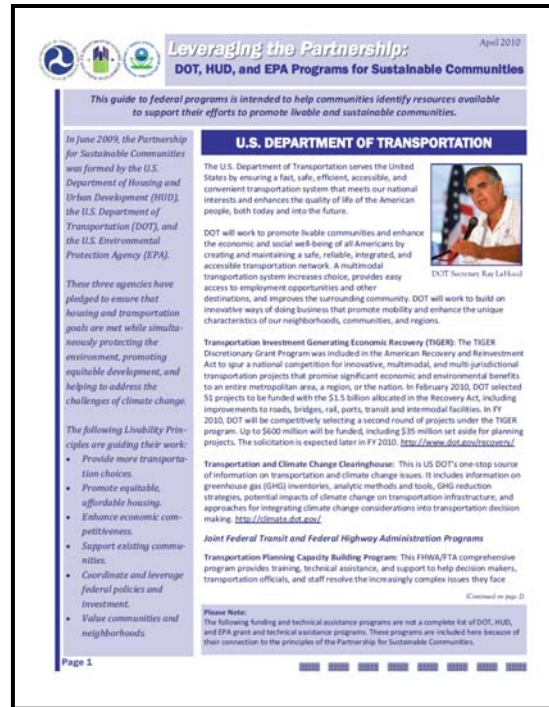 April 2010
Leveraging the Partnership:
DOT, HUD, and EPA Programs for Sustainable Communities
This guide to federal programs is intended to help communities identify resources available
to support their efforts to promote livable and sustainable communities.
In June 2009, the Partnership
for Sustainable Communities
was formed by the U.S.
Department of Housing and
Urban Development (HUD),
the U.S. Department of
Transportation (DOT), and
the U.S. Environmental
Protection Agency (EPA).
These three agencies have
pledged to ensure that
housing and transportation
goals are met while simulta-
neously protecting the
environment, promoting
equitable development, and
helping to address the
challenges of climate change.
The following Livability Prin-
ciples are guiding their work:
• Provide more transporta-
tion choices.
• Promote equitable,
affordable housing.
• Enhance economic com-
petitiveness.
• Support existing commu-
nities.
• Coordinate and leverage
federal policies and
investment.
• Value communities and
neighborhoods.
U.S. DEPARTMENT OF TRANSPORTATION
The U.S. Department of Transportation serves the United
States by ensuring a fast, safe, efficient, accessible, and
convenient transportation system that meets our national
interests and enhances the quality of life of the American
people, both today and into the future.
DOT will work to promote livable communities and enhance
the economic and social well-being of all Americans by
creating and maintaining a safe, reliable, integrated, and
accessible transportation network. A multimodal
transportation system increases choice, provides easy
access to employment opportunities and other
destinations, and improves the surrounding community. DOT will work to build on
innovative ways of doing business that promote mobility and enhance the unique
characteristics of our neighborhoods, communities, and regions.
DOT Secretary Ray LaHood
Transportation Investment Generating Economic Recovery (TIGER): The TIGER
Discretionary Grant Program was included in the American Recovery and Reinvestment
Act to spur a national competition for innovative, multimodal, and multi-jurisdictional
transportation projects that promise significant economic and environmental benefits
to an entire metropolitan area, a region, or the nation. In February 2010, DOT selected
51 projects to be funded with the $1.5 billion allocated in the Recovery Act, including
improvements to roads, bridges, rail, ports, transit and intermodal facilities. In FY
2010, DOT will be competitively selecting a second round of projects under the TIGER
program. Up to $600 million will be funded, including $35 million set aside for planning
projects. The solicitation is expected later in FY 2010. http://www.dot.gov/recovery/
Transportation and Climate Change Clearinghouse: This is US DOT's one-stop source
of information on transportation and climate change issues. It includes information on
greenhouse gas (GHG) inventories, analytic methods and tools, GHG reduction
strategies, potential impacts of climate change on transportation infrastructure, and
approaches for integrating climate change considerations into transportation decision
making. http://climate.dot.gov/
Joint Federal Transit and Federal Highway Administration Programs
Transportation Planning Capacity Building Program: This FHWA/FTA comprehensive
program provides training, technical assistance, and support to help decision makers,
transportation officials, and staff resolve the increasingly complex issues they face
(Continued on page 2)
Please Note:
The following funding and technical assistance programs are not a complete list of DOT, HUD,
and EPA grant and technical assistance programs. These programs are included here because of
their connection to the principles of the Partnership for Sustainable Communities.
Page 1